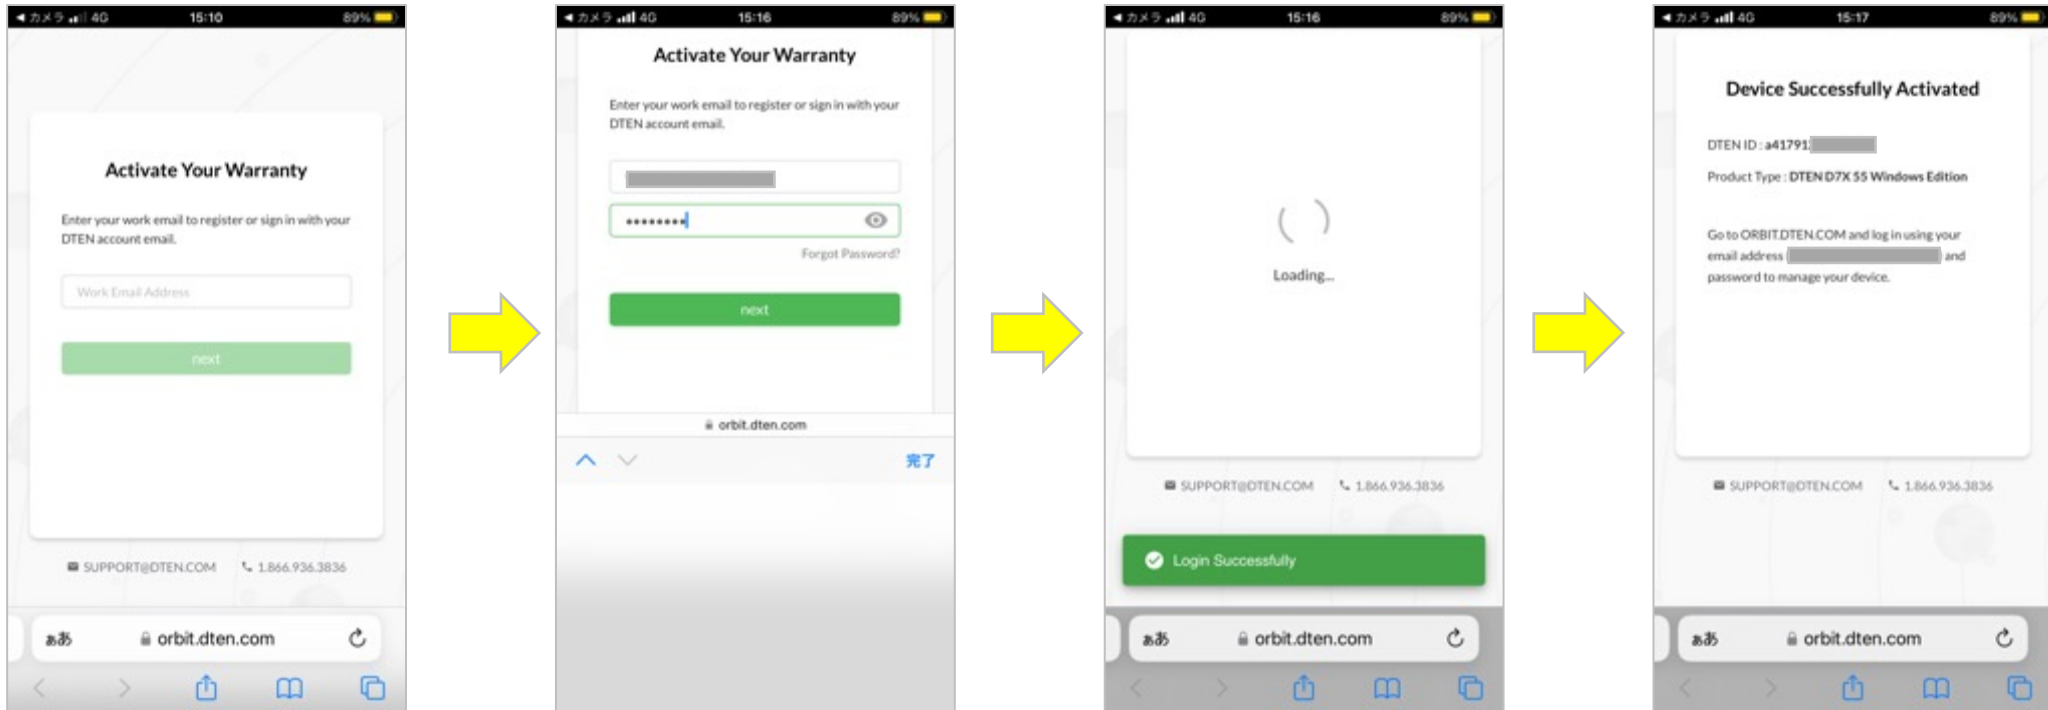 カメラ 4G 15:10 89%
Activate Your Warranty
Enter your work email to register or sign in with your
DTEN account email.
Work Email Address
next
SUPPORT@DTEN.COM 1.866.936.3836
ぁあ orbit.dten.com
カメラ 4G 15:16 89%
Activate Your Warranty
Enter your work email to register or sign in with your
DTEN account email.
Forgot Password?
next
orbit.dten.com
完了
カメラ 4G 15:16 89%
Loading...
SUPPORT@DTEN.COM 1.866.936.3836
Login Successfully
ぁあ orbit.dten.com
カメラ 4G 15:17 89%
Device Successfully Activated
DTEN ID : a41791
Product Type : DTEN D7X 55 Windows Edition
Go to ORBIT.DTEN.COM and log in using your
email address ( ) and
password to manage your device.
SUPPORT@DTEN.COM 1.866.936.3836
ぁあ orbit.dten.com